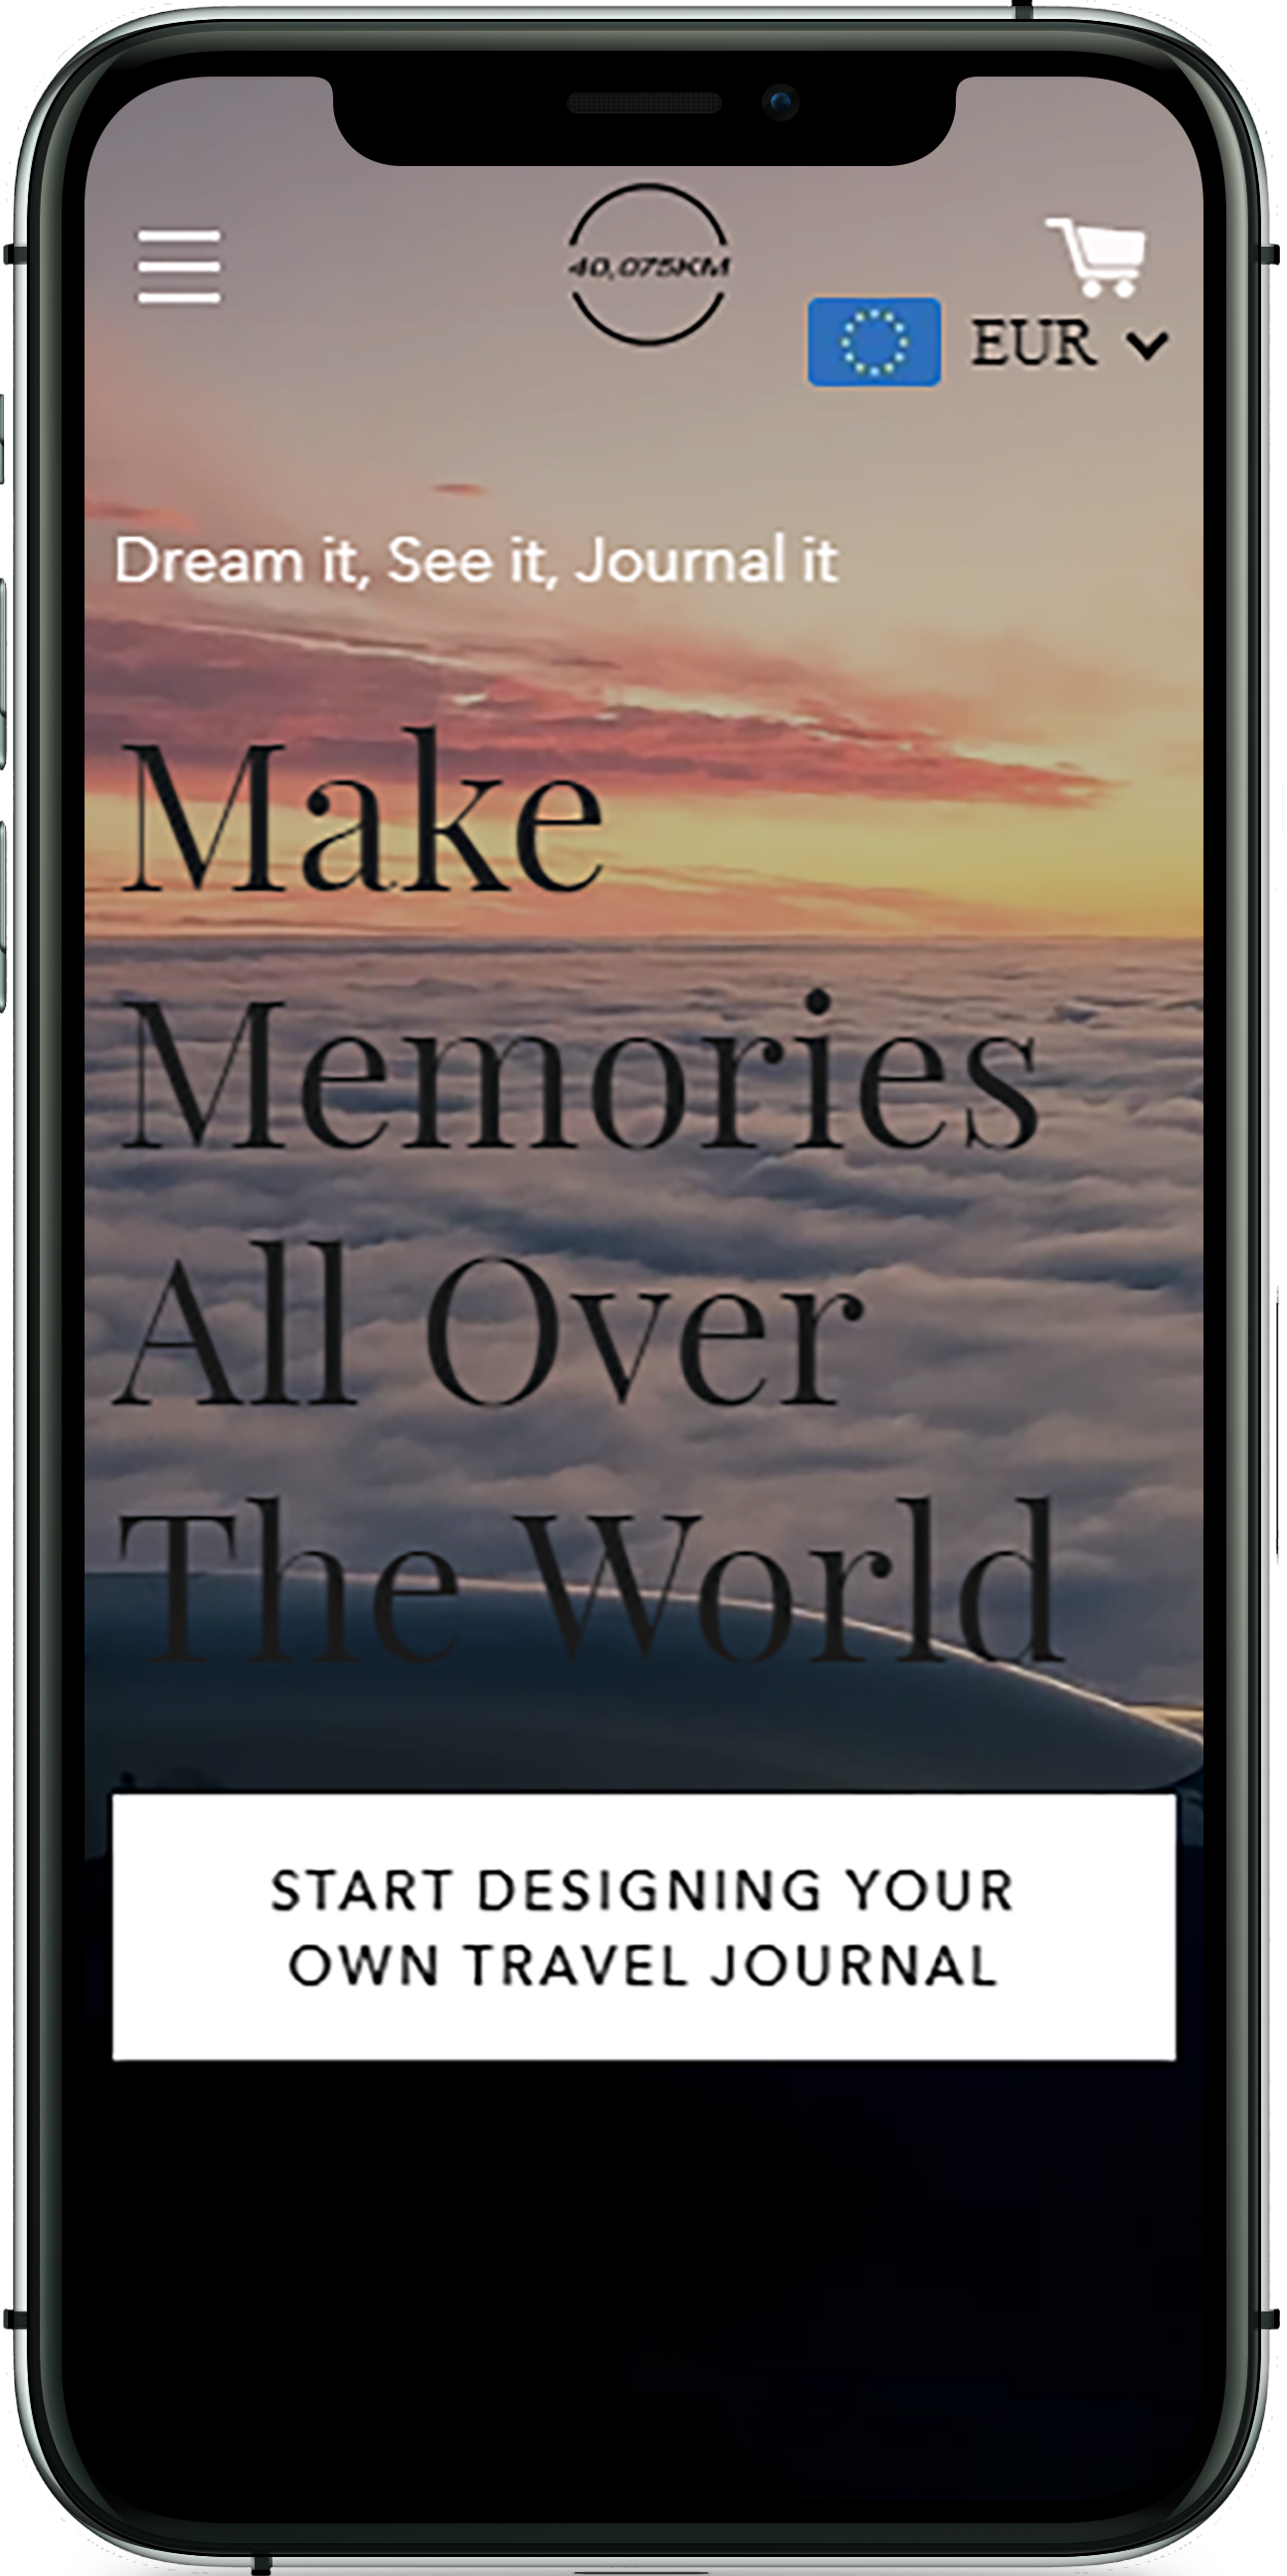 40,075KM
EUR
Dream it, See it, Journal it
Make
Memories
All Over
The World
START DESIGNING YOUR
OWN TRAVEL JOURNAL